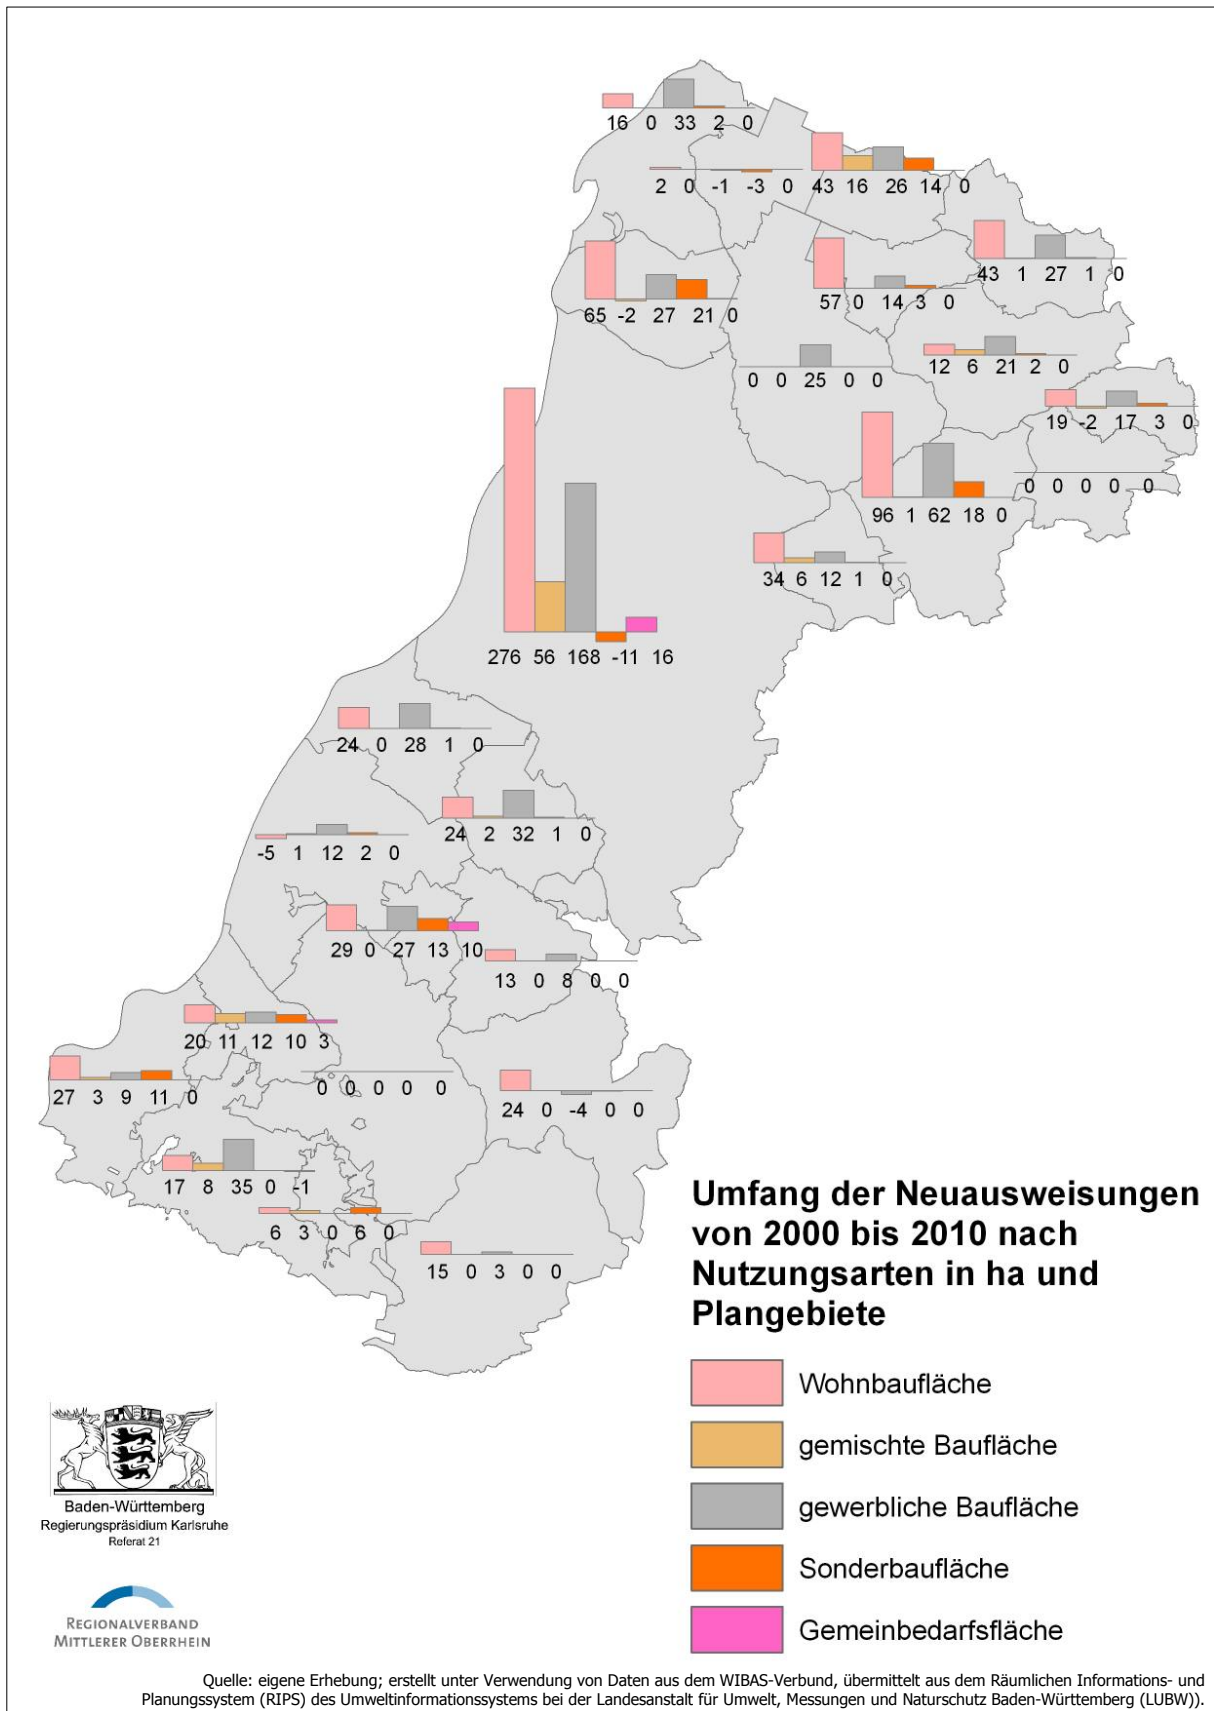 16 0 33 2 0
2 0 -1 -3 0
43 16 26 14 0
43 1 27 1 0
65 -2 27 21 0
57 0 14 3 0
12 6 21 2 0
0 0 25 0 0
19 -2 17 3 0
0 0 0 0 0
96 1 62 18 0
34 6 12 1 0
276 56 168 -11 16
24 0 28 1 0
24 2 32 1 0
-5 1 12 2 0
29 0 27 13 10
13 0 8 0 0
20 11 12 10 3
27 3 9 11 0
0 0 0 0 0
24 0 -4 0 0
17 8 35 0 -1
6 3 0 6 0
15 0 3 0 0
Umfang der Neuausweisungen
von 2000 bis 2010 nach
Nutzungsarten in ha und
Plangebiete
Wohnbaufläche
gemischte Baufläche
gewerbliche Baufläche
Sonderbaufläche
Gemeinbedarfsfläche
Baden-Württemberg
Regierungspräsidium Karlsruhe
Referat 21
REGIONALVERBAND
MITTLERER OBERRHEIN
Quelle: eigene Erhebung; erstellt unter Verwendung von Daten aus dem WIBAS-Verbund, übermittelt aus dem Räumlichen Informations- und
Planungssystem (RIPS) des Umweltinformationssystems bei der Landesanstalt für Umwelt, Messungen und Naturschutz Baden-Württemberg (LUBW)).